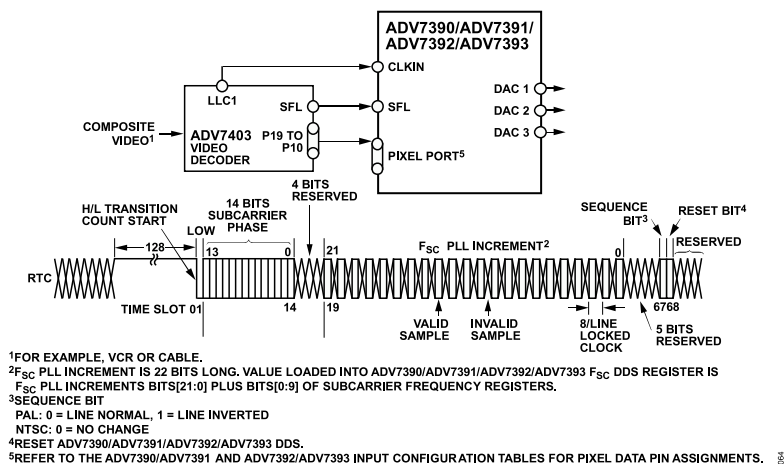 ADV7390/ADV7391/
ADV7392/ADV7393
CLKIN
LLC1
DAC 1
SFL
SFL
DAC 2
COMPOSITE
VIDEO1
ADV7403
VIDEO
DECODER
P19 TO
P10
DAC 3
PIXEL PORT5
4 BITS
RESERVED
H/L TRANSITION
COUNT START
LOW
14 BITS
SUBCARRIER
PHASE
SEQUENCE
BIT3
RESET BIT4
128
13
0
21
FSC PLL INCREMENT2
0
RESERVED
RTC
TIME SLOT 01
14
19
6768
VALID
SAMPLE
INVALID
SAMPLE
8/LINE
LOCKED
CLOCK
5 BITS
RESERVED
1FOR EXAMPLE, VCR OR CABLE.
2FSC PLL INCREMENT IS 22 BITS LONG. VALUE LOADED INTO ADV7390/ADV7391/ADV7392/ADV7393 FSC DDS REGISTER IS
FSC PLL INCREMENTS BITS[21:0] PLUS BITS[0:9] OF SUBCARRIER FREQUENCY REGISTERS.
3SEQUENCE BIT
PAL: 0 = LINE NORMAL, 1 = LINE INVERTED
NTSC: 0 = NO CHANGE
4RESET ADV7390/ADV7391/ADV7392/ADV7393 DDS.
5REFER TO THE ADV7390/ADV7391 AND ADV7392/ADV7393 INPUT CONFIGURATION TABLES FOR PIXEL DATA PIN ASSIGNMENTS.